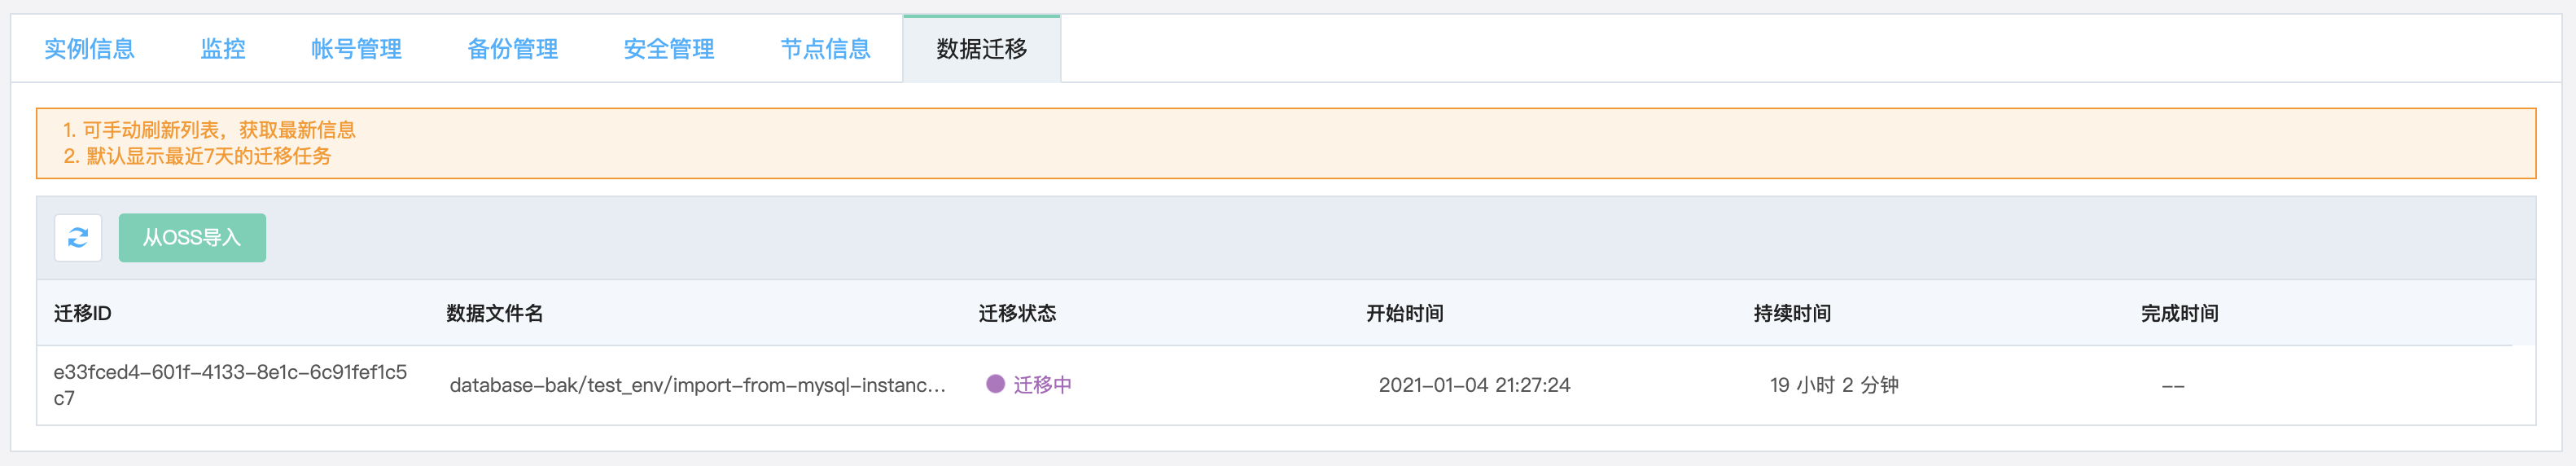 实例信息 监控 帐号管理 备份管理 安全管理 节点信息 数据迁移
1. 可手动刷新列表，获取最新信息
2. 默认显示最近7天的迁移任务
从OSS导入
迁移ID 数据文件名 迁移状态 开始时间 持续时间 完成时间
e33fced4-601f-4133-8e1c-6c91fef1c5
c7
database-bak/test_env/import-from-mysql-instanc... 迁移中 2021-01-04 21:27:24 19 小时 2 分钟 --